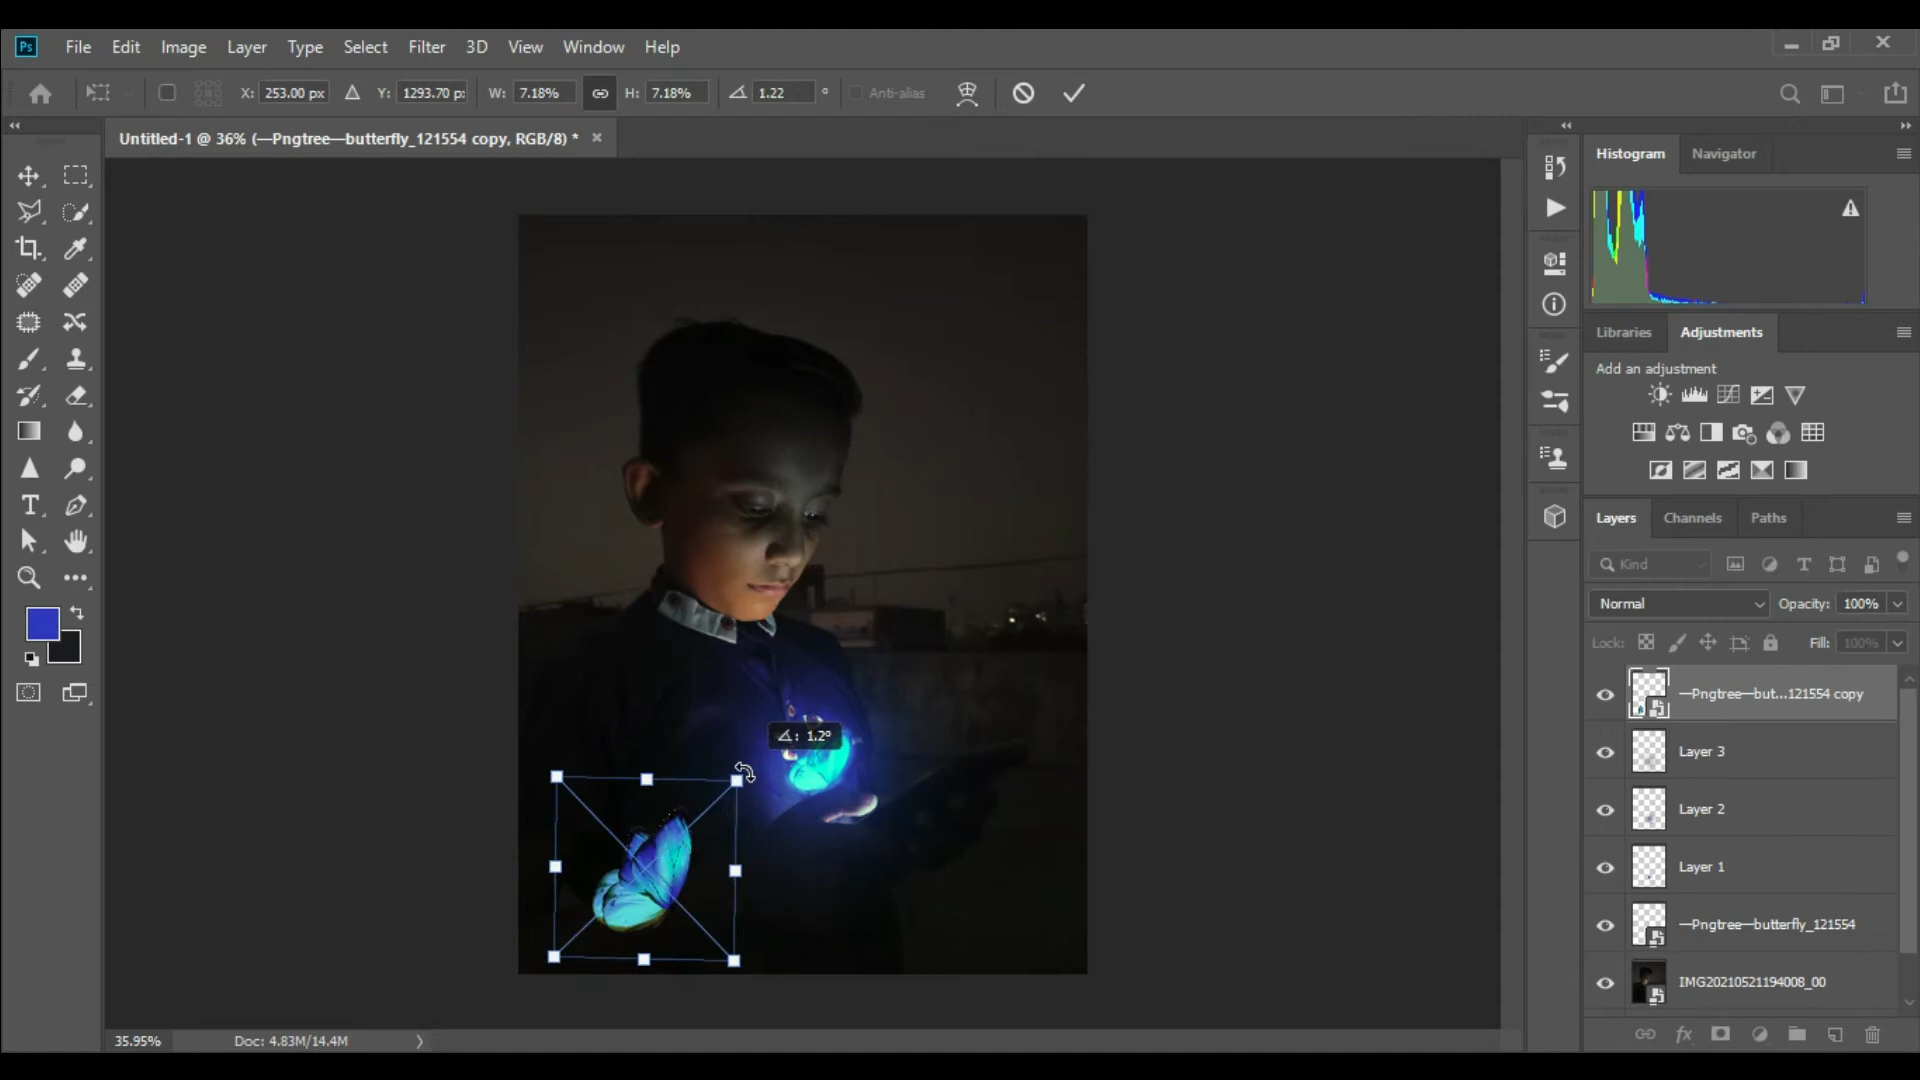 Ps File Edit Image Layer Type Select Filter 3D View Window Help
X: 253.00 px Y: 1293.70 p W: 7.18% H: 7.18% 1.22 ° Anti-alias
Untitled-1 @ 36% (—Pngtree—butterfly_121554 copy, RGB/8) * ×
Histogram Navigator
Libraries Adjustments
Add an adjustment
Layers Channels Paths
Kind
Normal Opacity: 100%
Lock: Fill: 100%
—Pngtree—but...121554 copy
Layer 3
Layer 2
Layer 1
—Pngtree—butterfly_121554
IMG20210521194008_00
: 1.2°
35.95% Doc: 4.83M/14.4M